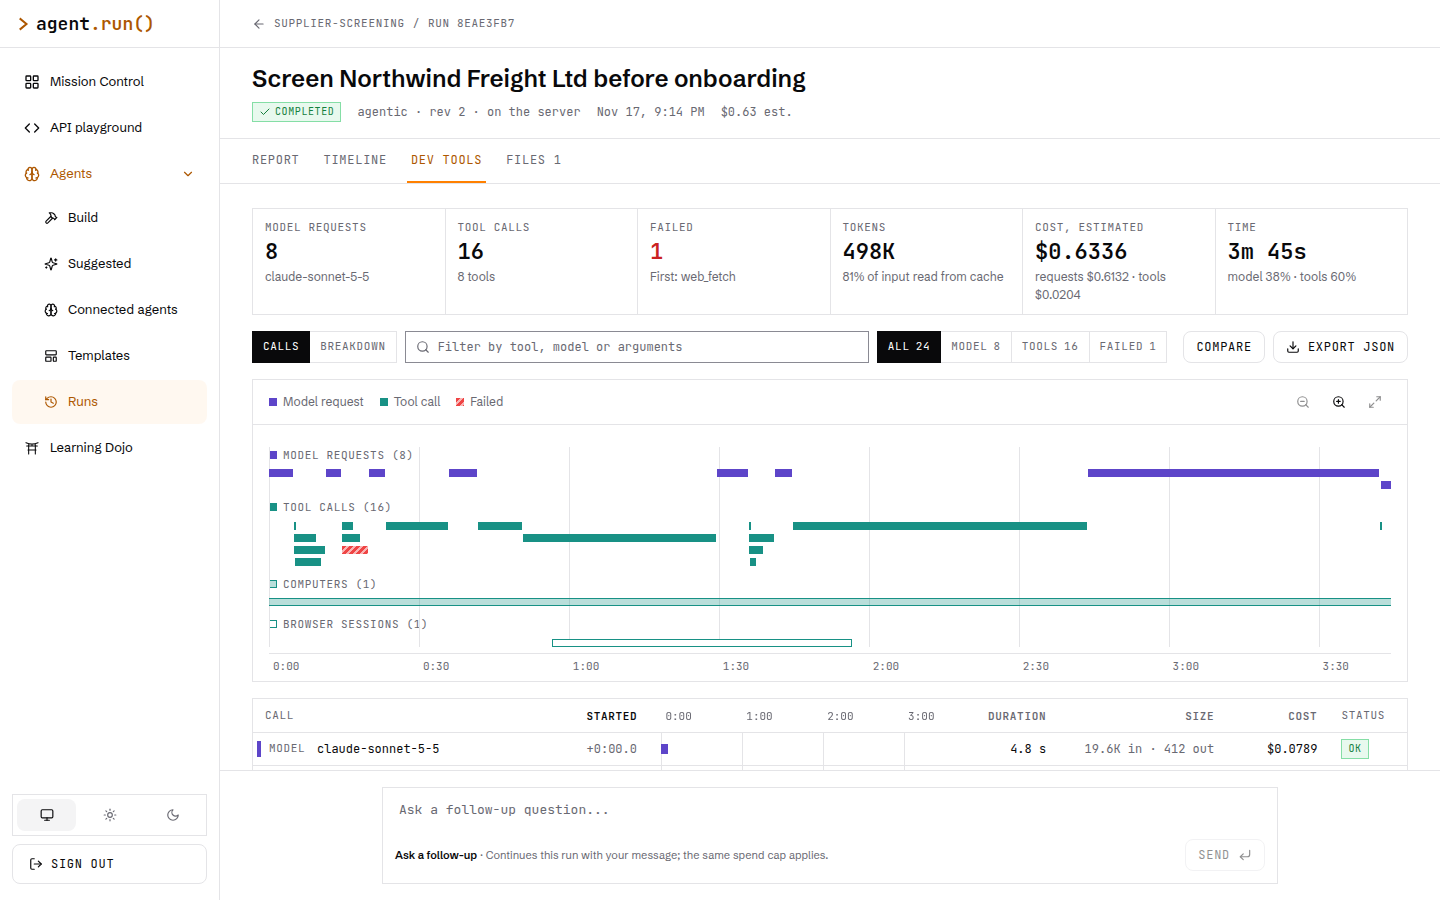 agent.run()
SUPPLIER-SCREENING / RUN 8EAE3FB7
Mission Control
API playground
Agents
Build
Suggested
Connected agents
Templates
Runs
Learning Dojo
SIGN OUT
Screen Northwind Freight Ltd before onboarding
COMPLETED agentic · rev 2 · on the server Nov 17, 9:14 PM $0.63 est.
REPORT TIMELINE DEV TOOLS FILES 1
MODEL REQUESTS TOOL CALLS FAILED TOKENS COST, ESTIMATED TIME
8 16 1 498K $0.6336 3m 45s
claude-sonnet-5-5 8 tools First: web_fetch 81% of input read from cache requests $0.6132 · tools model 38% · tools 60%
$0.0204
CALLS BREAKDOWN Filter by tool, model or arguments ALL 24 MODEL 8 TOOLS 16 FAILED 1 COMPARE EXPORT JSON
Model request Tool call Failed
MODEL REQUESTS (8)
TOOL CALLS (16)
COMPUTERS (1)
BROWSER SESSIONS (1)
0:00 0:30 1:00 1:30 2:00 2:30 3:00 3:30
CALL STARTED 0:00 1:00 2:00 3:00 DURATION SIZE COST STATUS
MODEL claude-sonnet-5-5 +0:00.0 4.8 s 19.6K in · 412 out $0.0789 OK
Ask a follow-up question...
Ask a follow-up · Continues this run with your message; the same spend cap applies. SEND